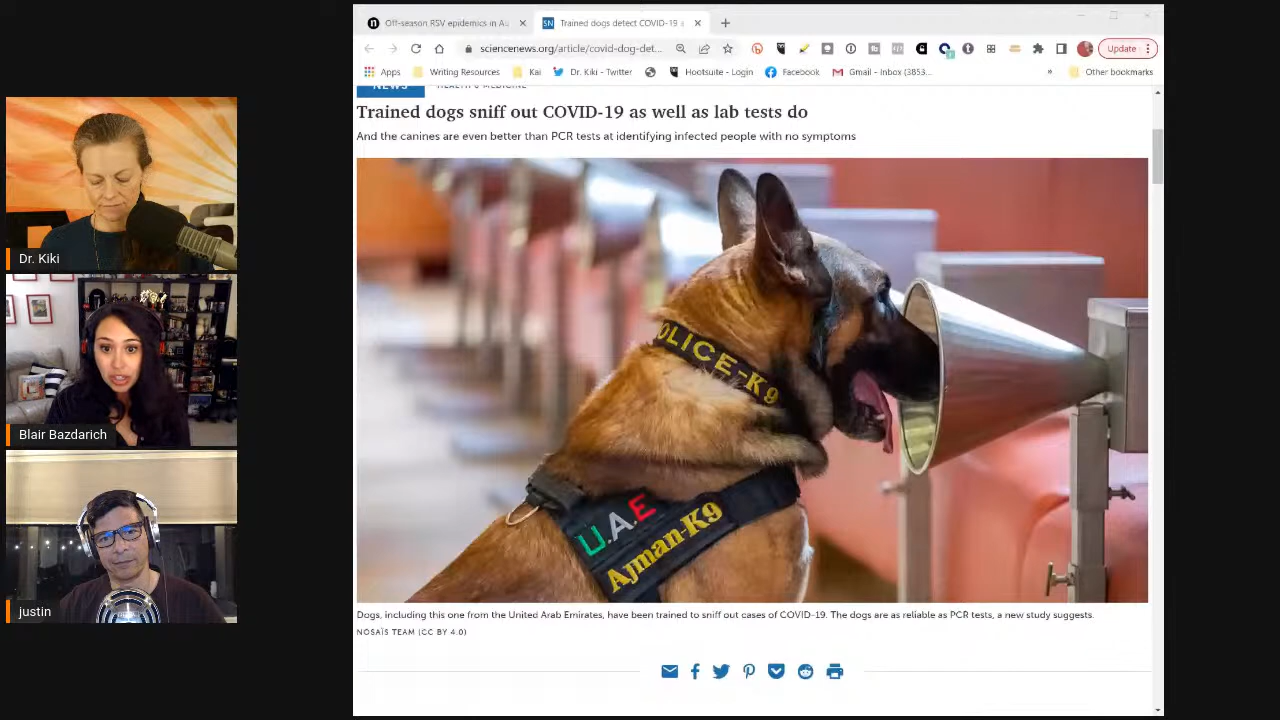 Off-season RSV epidemics in Au
SN Trained dogs detect COVID-19 a
sciencenews.org/article/covid-dog-det...
Update
Apps Writing Resources Kai Dr. Kiki - Twitter Hootsuite - Login Facebook Gmail - Inbox (3853... » Other bookmarks
NEWS HEALTH & MEDICINE
Trained dogs sniff out COVID-19 as well as lab tests do
And the canines are even better than PCR tests at identifying infected people with no symptoms
OLICE-K9
U.A.E
Ajman-K9
Dogs, including this one from the United Arab Emirates, have been trained to sniff out cases of COVID-19. The dogs are as reliable as PCR tests, a new study suggests.
NOSAÏS TEAM (CC BY 4.0)
Dr. Kiki
Blair Bazdarich
justin